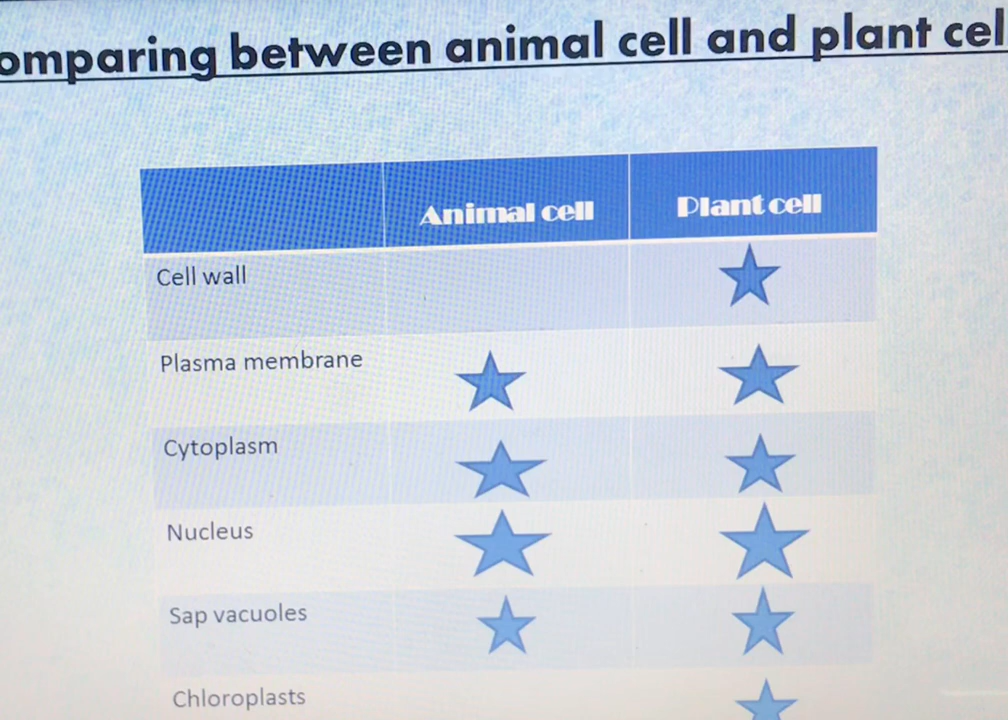 omparing between animal cell and plant cel
Animal cell Plant cell
Cell wall
Plasma membrane
Cytoplasm
Nucleus
Sap vacuoles
Chloroplasts